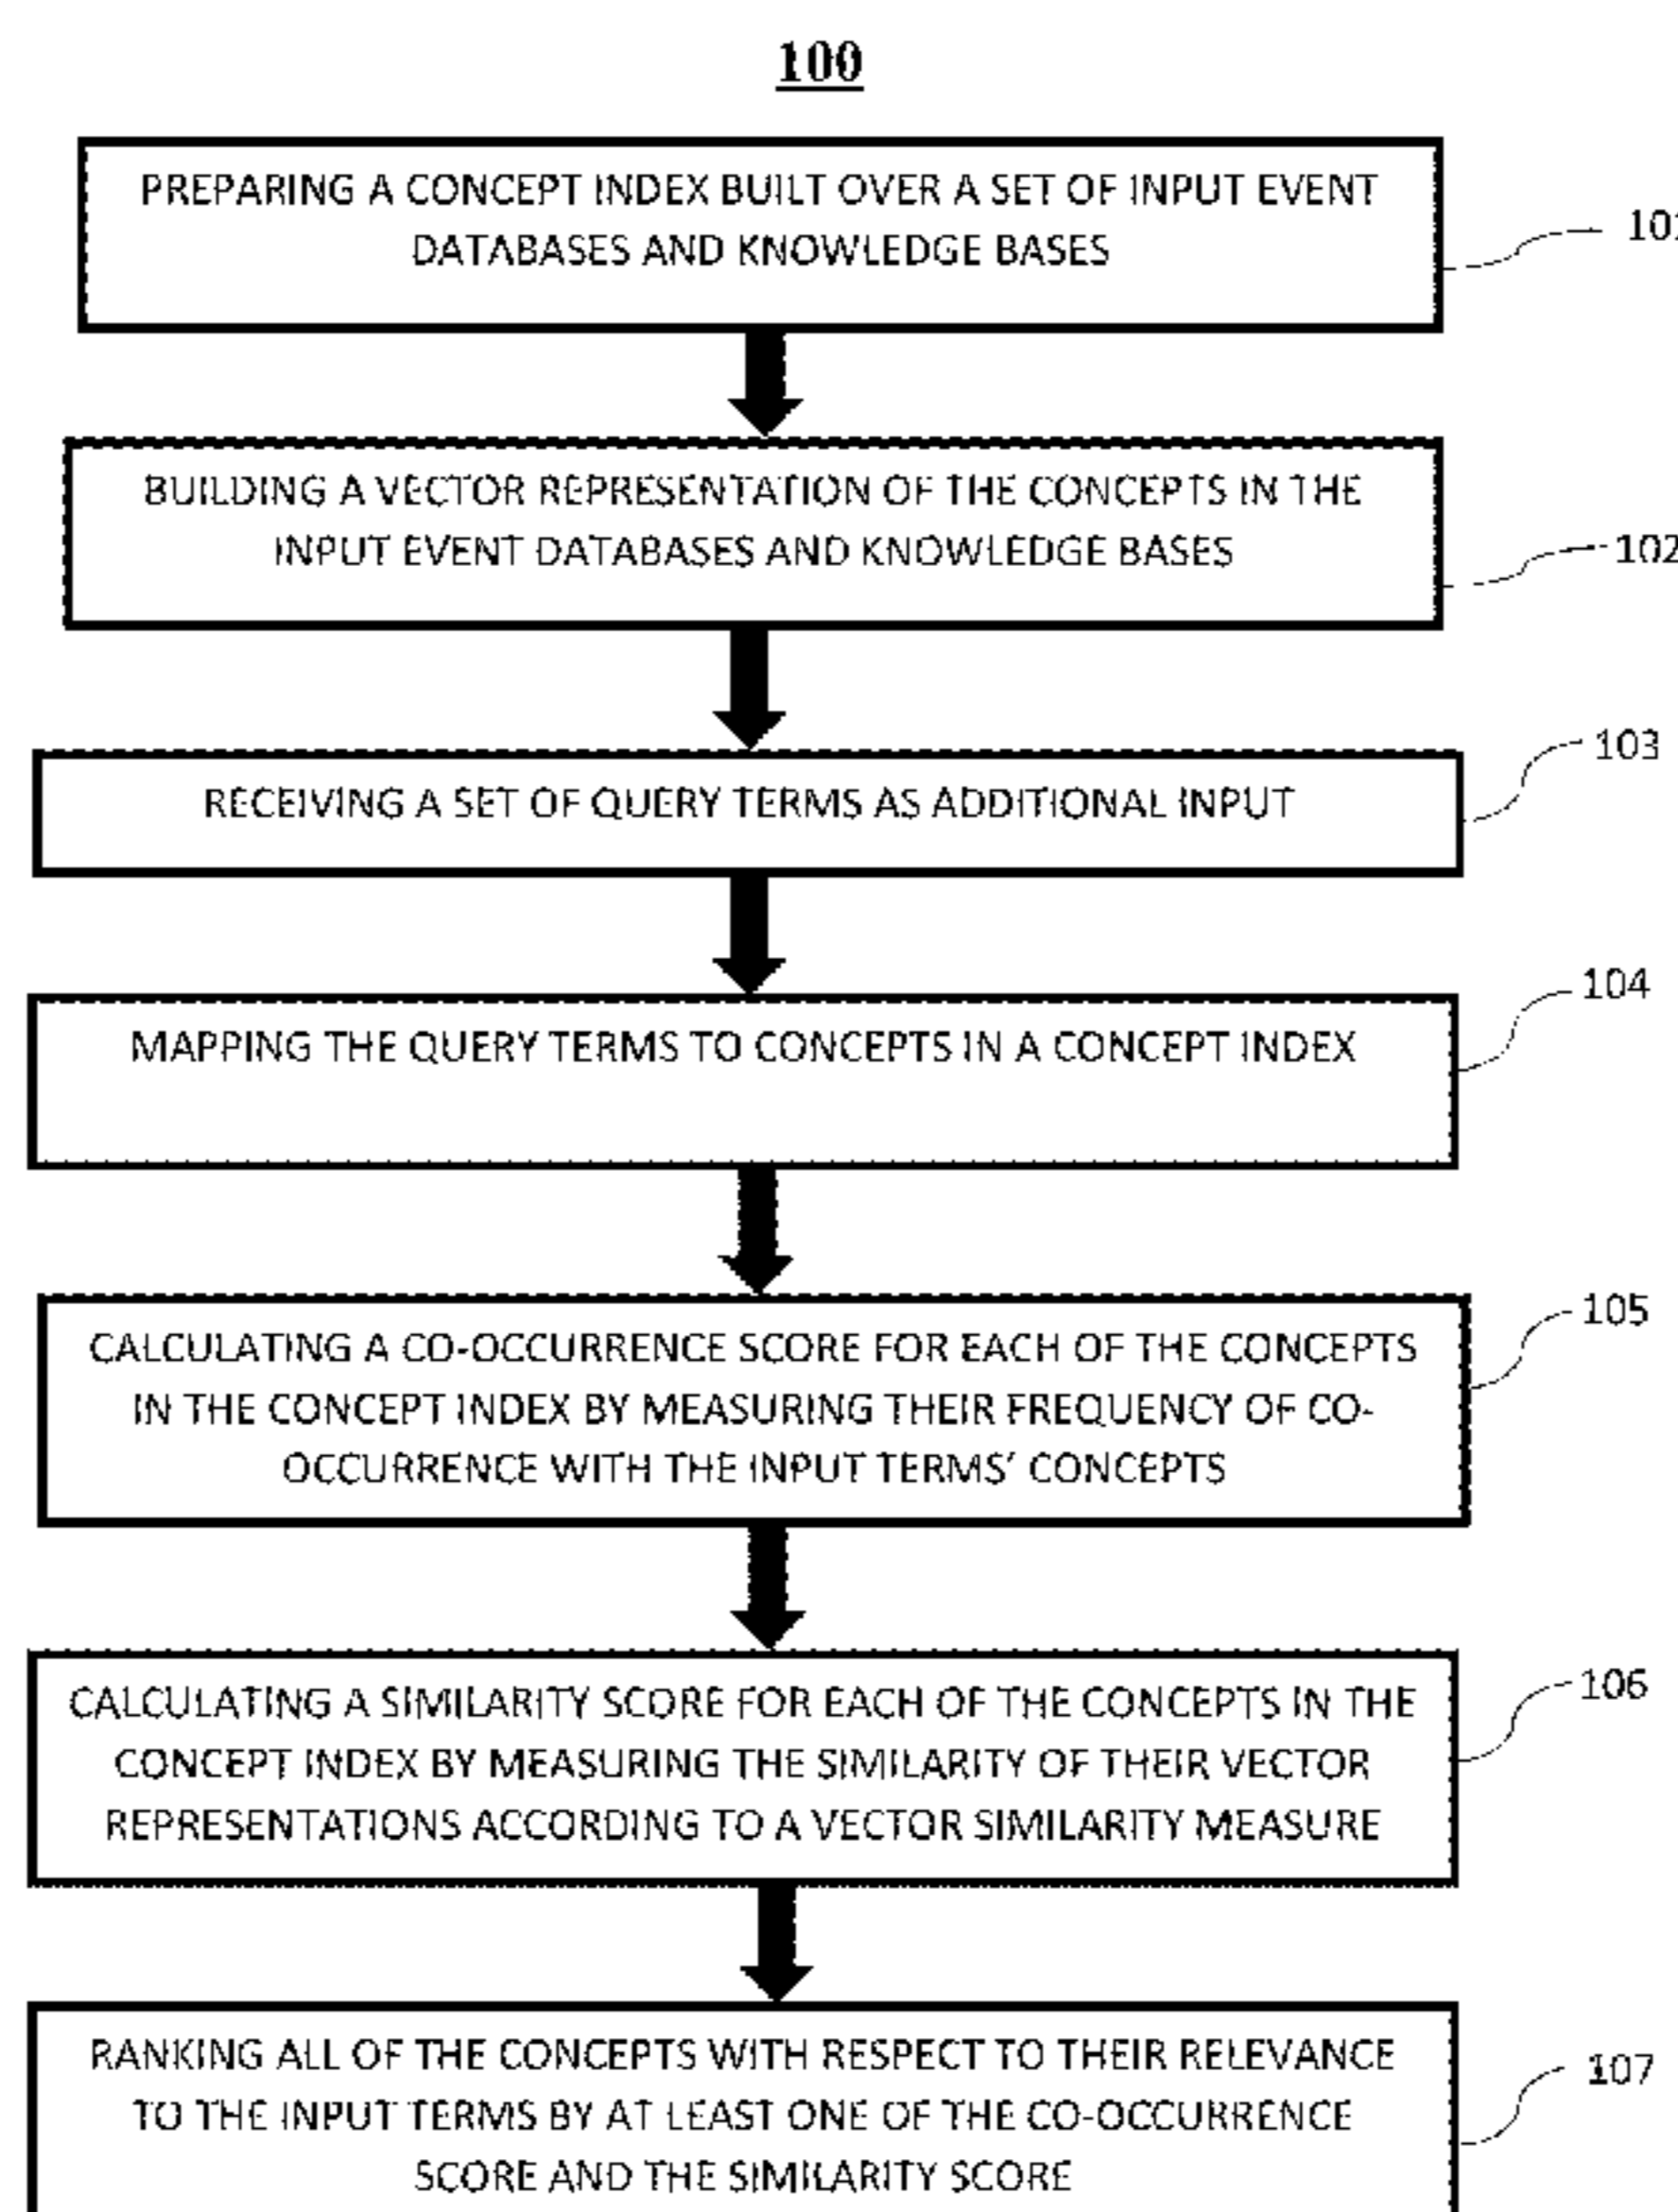 100
PREPARING A CONCEPT INDEX BUILT OVER A SET OF INPUT EVENT
DATABASES AND KNOWLEDGE BASES
101
BUILDING A VECTOR REPRESENTATION OF THE CONCEPTS IN THE
INPUT EVENT DATABASES AND KNOWLEDGE BASES
102
RECEIVING A SET OF QUERY TERMS AS ADDITIONAL INPUT
103
MAPPING THE QUERY TERMS TO CONCEPTS IN A CONCEPT INDEX
104
CALCULATING A CO-OCCURRENCE SCORE FOR EACH OF THE CONCEPTS
IN THE CONCEPT INDEX BY MEASURING THEIR FREQUENCY OF CO-
OCCURRENCE WITH THE INPUT TERMS' CONCEPTS
105
CALCULATING A SIMILARITY SCORE FOR EACH OF THE CONCEPTS IN THE
CONCEPT INDEX BY MEASURING THE SIMILARITY OF THEIR VECTOR
REPRESENTATIONS ACCORDING TO A VECTOR SIMILARITY MEASURE
106
RANKING ALL OF THE CONCEPTS WITH RESPECT TO THEIR RELEVANCE
TO THE INPUT TERMS BY AT LEAST ONE OF THE CO-OCCURRENCE
SCORE AND THE SIMILARITY SCORE
107